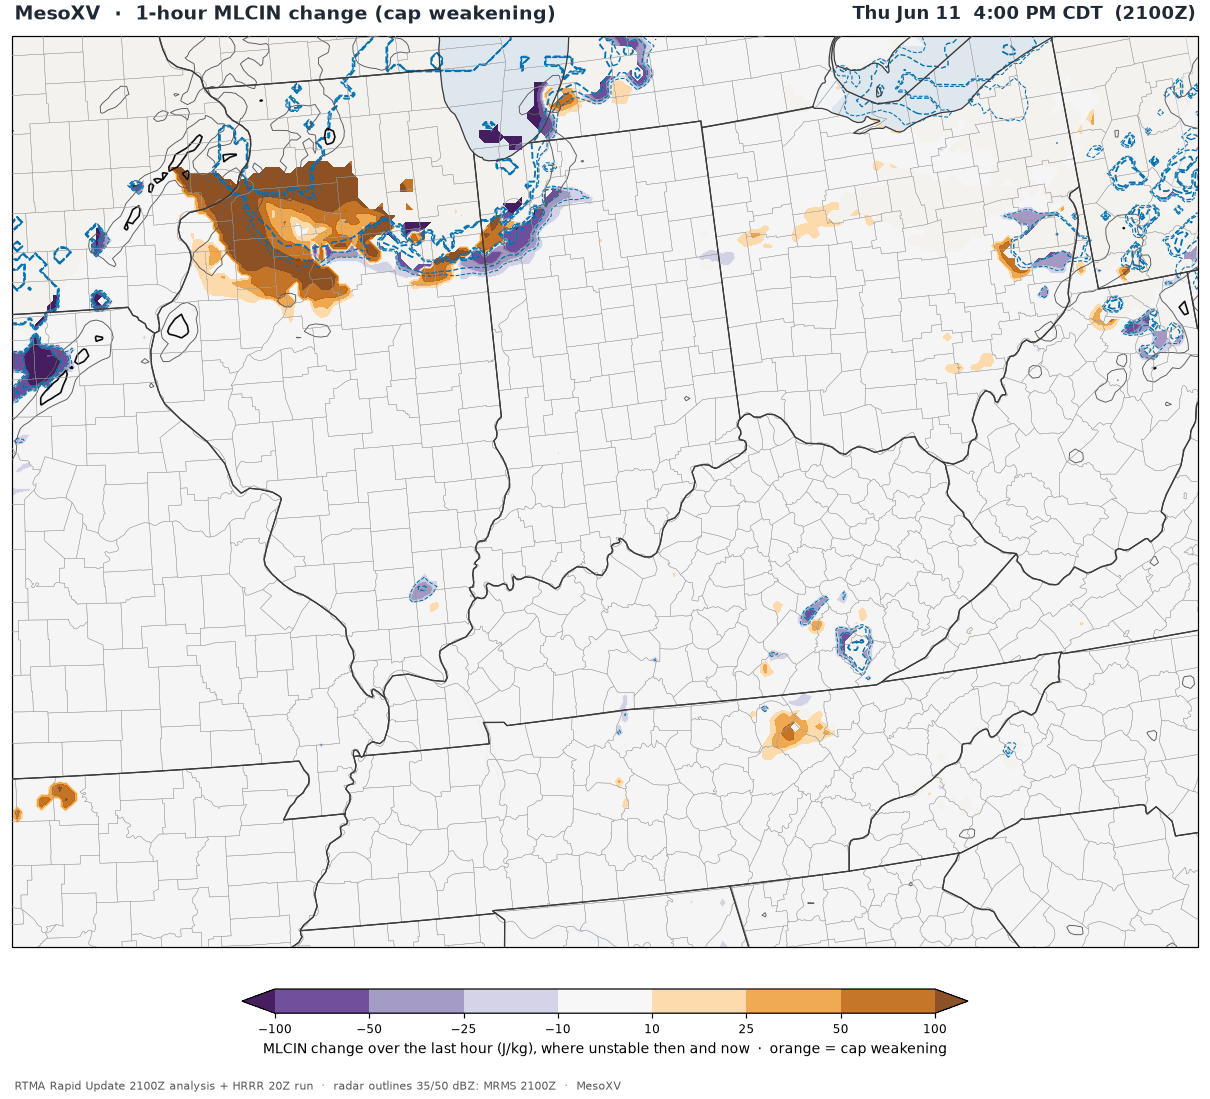 MesoXV · 1-hour MLCIN change (cap weakening)
Thu Jun 11 4:00 PM CDT (2100Z)
−100 −50 −25 −10 10 25 50 100
MLCIN change over the last hour (J/kg), where unstable then and now · orange = cap weakening
RTMA Rapid Update 2100Z analysis + HRRR 20Z run · radar outlines 35/50 dBZ: MRMS 2100Z · MesoXV